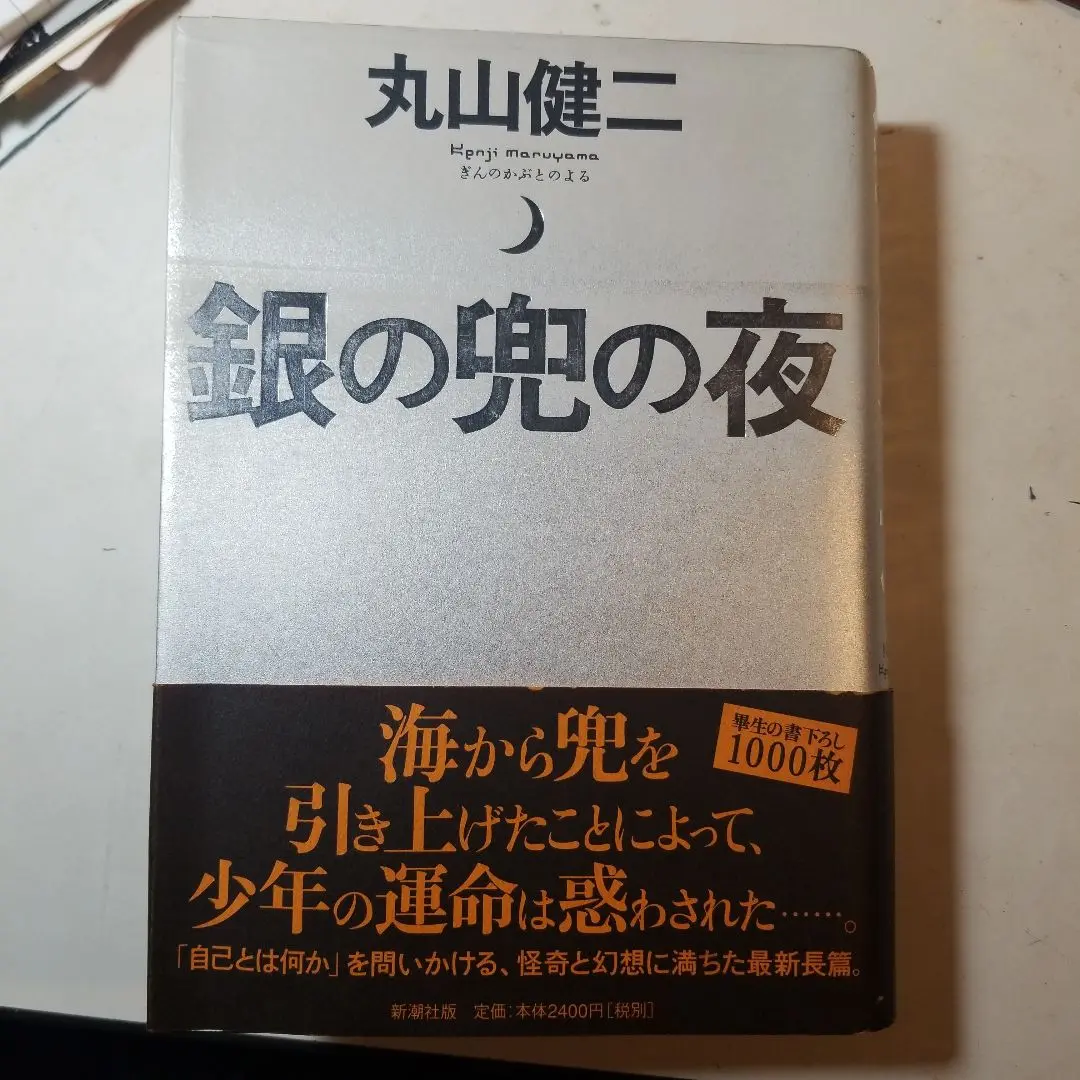 丸山健二
Kenji Maruyama
ぎんのかぶとのよる
銀の兜の夜
畢生の書下ろし
1000枚
海から兜を
引き上げたことによって、
少年の運命は惑わされた……。
「自己とは何か」を問いかける、怪奇と幻想に満ちた最新長篇。
新潮社版 定価:本体2400円[税別]